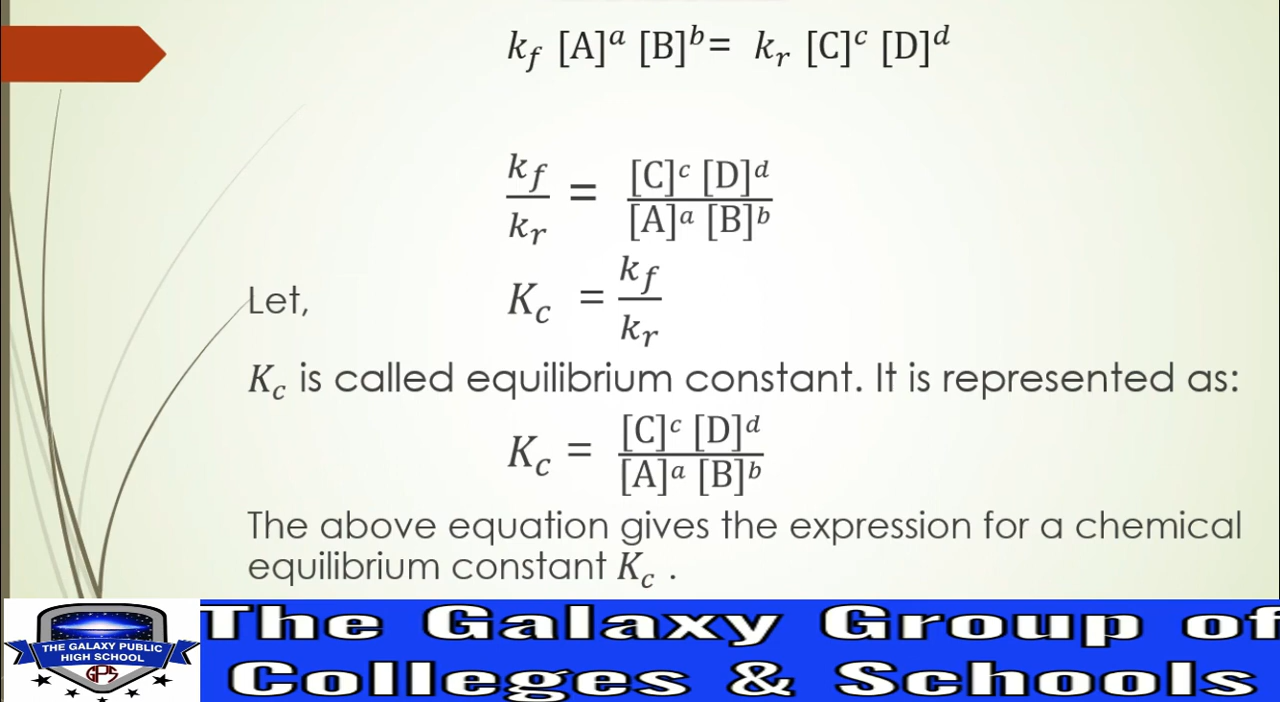 k_f [A]^a [B]^b = k_r [C]^c [D]^d
k_f / k_r = [C]^c [D]^d / [A]^a [B]^b
Let, K_c = k_f / k_r
K_c is called equilibrium constant. It is represented as:
K_c = [C]^c [D]^d / [A]^a [B]^b
The above equation gives the expression for a chemical
equilibrium constant K_c .
THE GALAXY PUBLIC
HIGH SCHOOL
GPS
The Galaxy Group of
Colleges & Schools